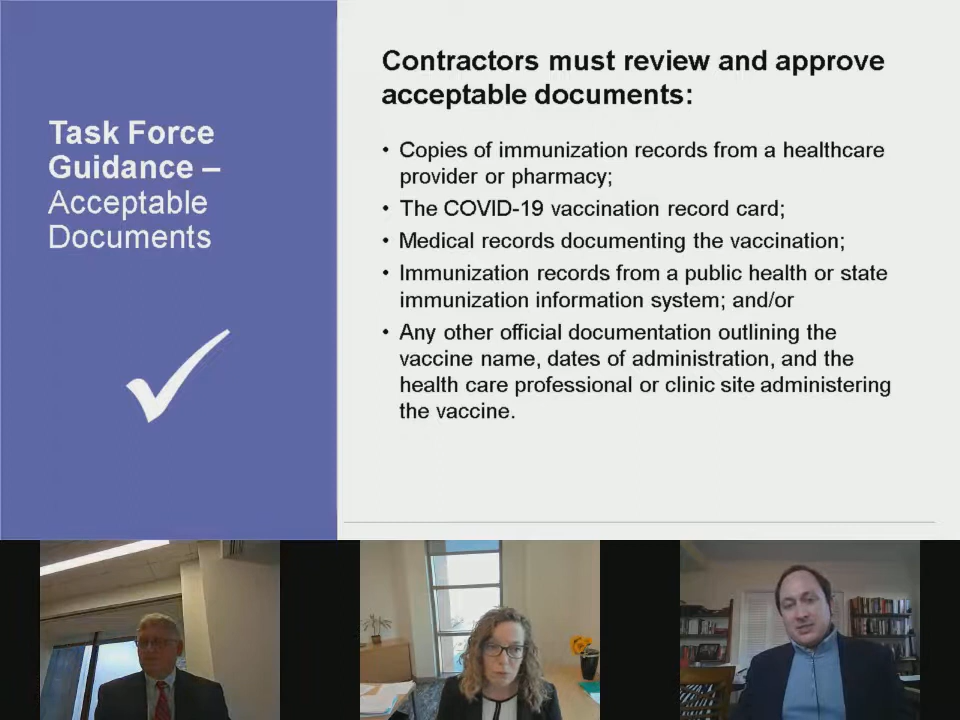 Task Force
Guidance –
Acceptable
Documents
Contractors must review and approve
acceptable documents:
• Copies of immunization records from a healthcare
provider or pharmacy;
• The COVID-19 vaccination record card;
• Medical records documenting the vaccination;
• Immunization records from a public health or state
immunization information system; and/or
• Any other official documentation outlining the
vaccine name, dates of administration, and the
health care professional or clinic site administering
the vaccine.